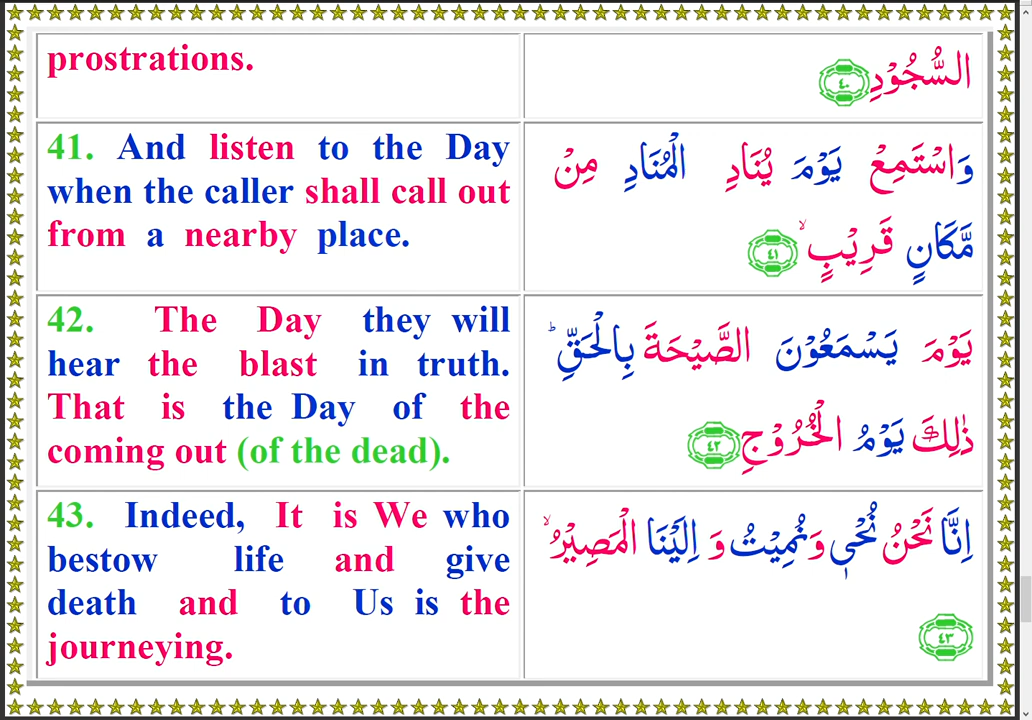 prostrations.
السُّجُوْدِ ﴿٤٠﴾
41. And listen to the Day
when the caller shall call out
from a nearby place.
وَاسْتَمِعْ يَوْمَ يُنَادِ الْمُنَادِ مِنْ
مَّكَانٍ قَرِيْبٍۙ ﴿٤١﴾
42. The Day they will
hear the blast in truth.
That is the Day of the
coming out (of the dead).
يَوْمَ يَسْمَعُوْنَ الصَّيْحَةَ بِالْحَقِّؕ
ذٰلِكَ يَوْمُ الْخُرُوْجِ ﴿٤٢﴾
43. Indeed, It is We who
bestow life and give
death and to Us is the
journeying.
اِنَّا نَحْنُ نُحْیٖ وَنُمِيْتُ وَ اِلَيْنَا الْمَصِيْرُۙ
﴿٤٣﴾